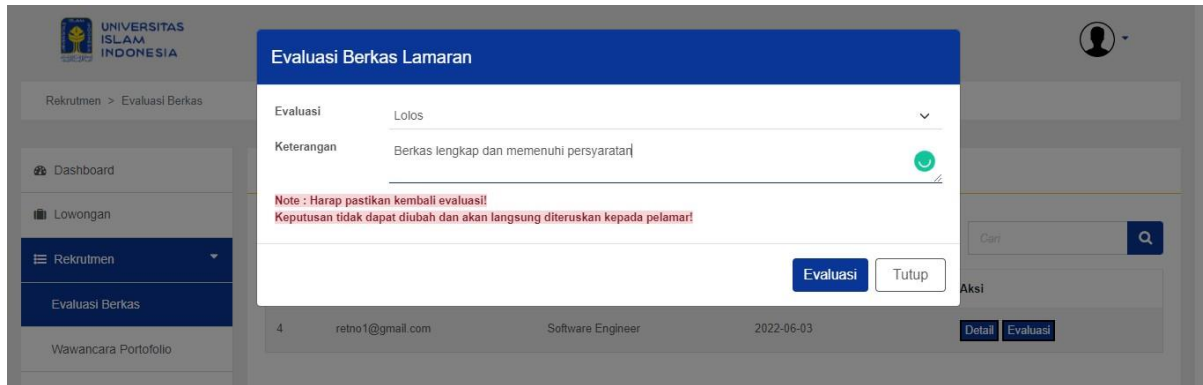 UNIVERSITAS
ISLAM
INDONESIA
Rekrutmen > Evaluasi Berkas
Dashboard
Lowongan
Rekrutmen
Evaluasi Berkas
Wawancara Portofolio
Evaluasi Berkas Lamaran
Evaluasi Lolos
Keterangan Berkas lengkap dan memenuhi persyaratan
Note : Harap pastikan kembali evaluasi!
Keputusan tidak dapat diubah dan akan langsung diteruskan kepada pelamar!
Evaluasi Tutup
Cari
Aksi
4 retno1@gmail.com Software Engineer 2022-06-03 Detail Evaluasi